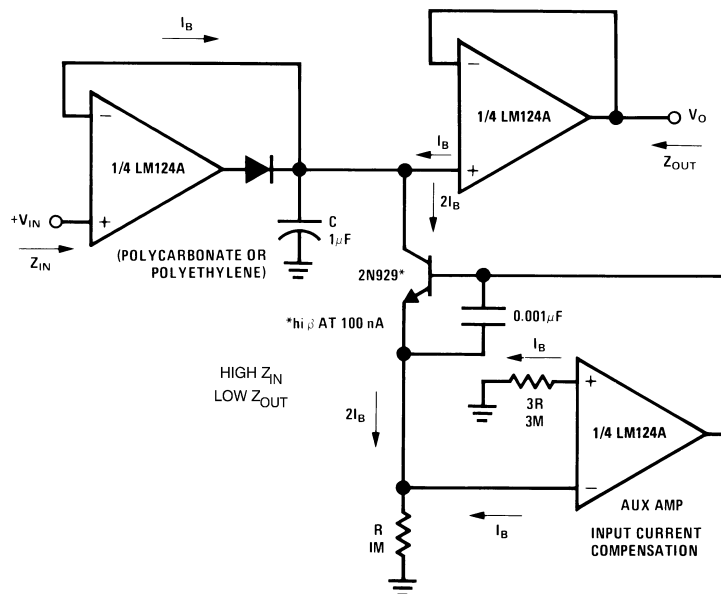 I_B
−
1/4 LM124A
+V_IN
+
Z_IN
C
1μF
(POLYCARBONATE OR
POLYETHYLENE)
−
1/4 LM124A
+
I_B
V_O
Z_OUT
2I_B
2N929*
*hi β AT 100 nA
0.001μF
HIGH Z_IN
LOW Z_OUT
I_B
3R
3M
+
1/4 LM124A
−
2I_B
AUX AMP
INPUT CURRENT
COMPENSATION
I_B
R
1M